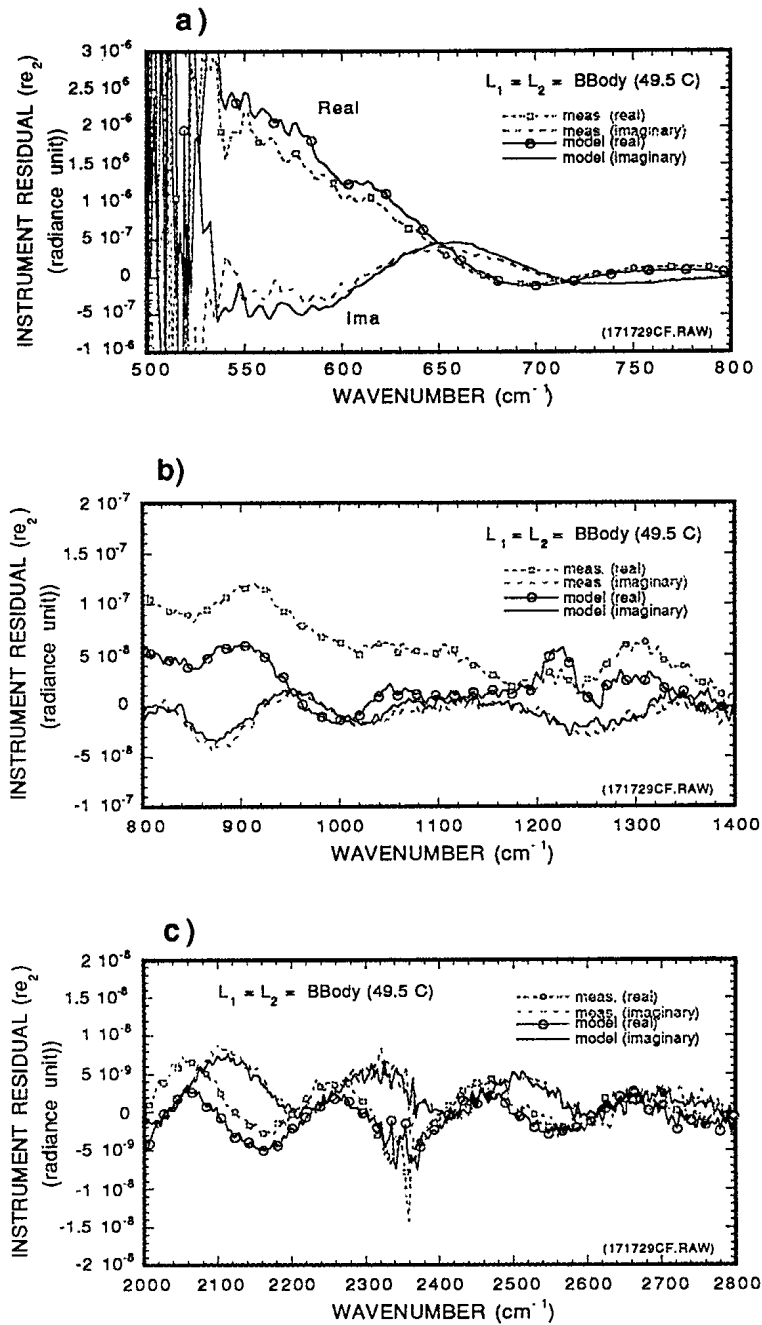 a)
INSTRUMENT RESIDUAL (re2)
(radiance unit))
3 10-6
2.5 10-6
2 10-6
1.5 10-6
1 10-6
5 10-7
0
-5 10-7
-1 10-6
L1 = L2 = BBody (49.5 C)
meas. (real)
meas. (imaginary)
model (real)
model (imaginary)
Real
Ima
(171729CF.RAW)
500 550 600 650 700 750 800
WAVENUMBER (cm-1)
b)
INSTRUMENT RESIDUAL (re2)
(radiance unit))
2 10-7
1.5 10-7
1 10-7
5 10-8
0
-5 10-8
-1 10-7
L1 = L2 = BBody (49.5 C)
meas. (real)
meas. (imaginary)
model (real)
model (imaginary)
(171729CF.RAW)
800 900 1000 1100 1200 1300 1400
WAVENUMBER (cm-1)
c)
INSTRUMENT RESIDUAL (re2)
(radiance unit))
2 10-8
1.5 10-8
1 10-8
5 10-9
0
-5 10-9
-1 10-8
-1.5 10-8
-2 10-8
L1 = L2 = BBody (49.5 C)
meas. (real)
meas. (imaginary)
model (real)
model (imaginary)
(171729CF.RAW)
2000 2100 2200 2300 2400 2500 2600 2700 2800
WAVENUMBER (cm-1)